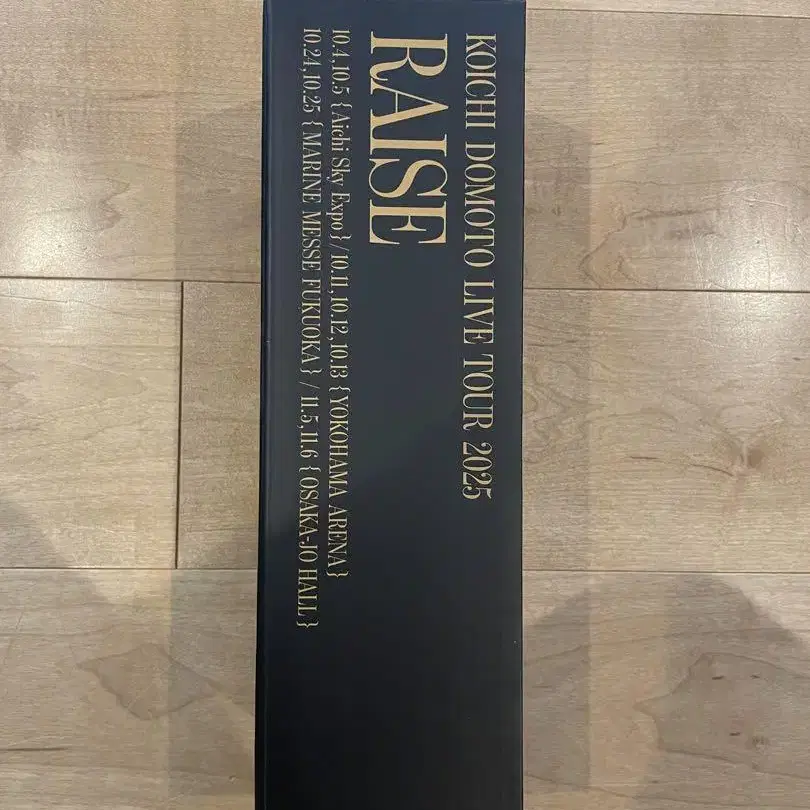 KOICHI DOMOTO LIVE TOUR 2025
RAISE
10.4,10.5 {Aichi Sky Expo}/10.11,10.12,10.13 {YOKOHAMA ARENA}
10.24,10.25 {MARINE MESSE FUKUOKA} / 11.5,11.6 {OSAKA-JO HALL}